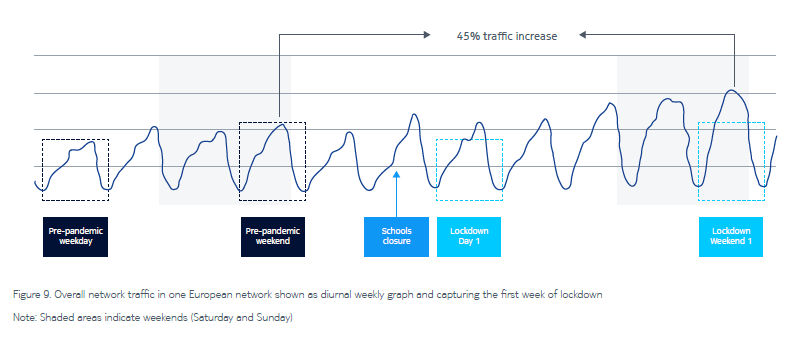 45% traffic increase
Pre-pandemic
weekday
Pre-pandemic
weekend
Schools
closure
Lockdown
Day 1
Lockdown
Weekend 1
Figure 9. Overall network traffic in one European network shown as diurnal weekly graph and capturing the first week of lockdown
Note: Shaded areas indicate weekends (Saturday and Sunday)